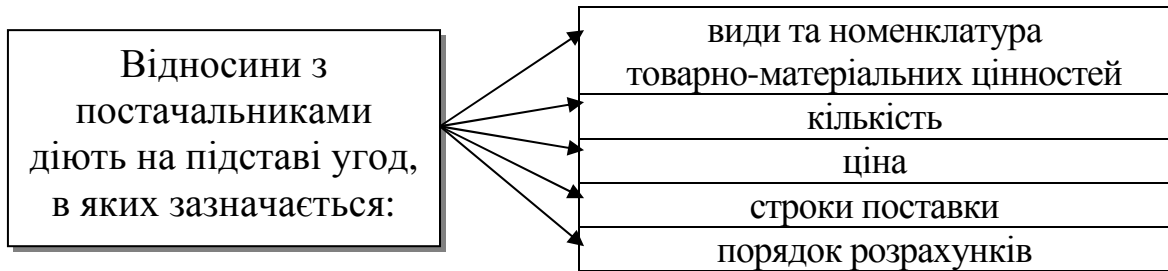 Відносини з
постачальниками
діють на підставі угод,
в яких зазначається:
види та номенклатура
товарно-матеріальних цінностей
кількість
ціна
строки поставки
порядок розрахунків